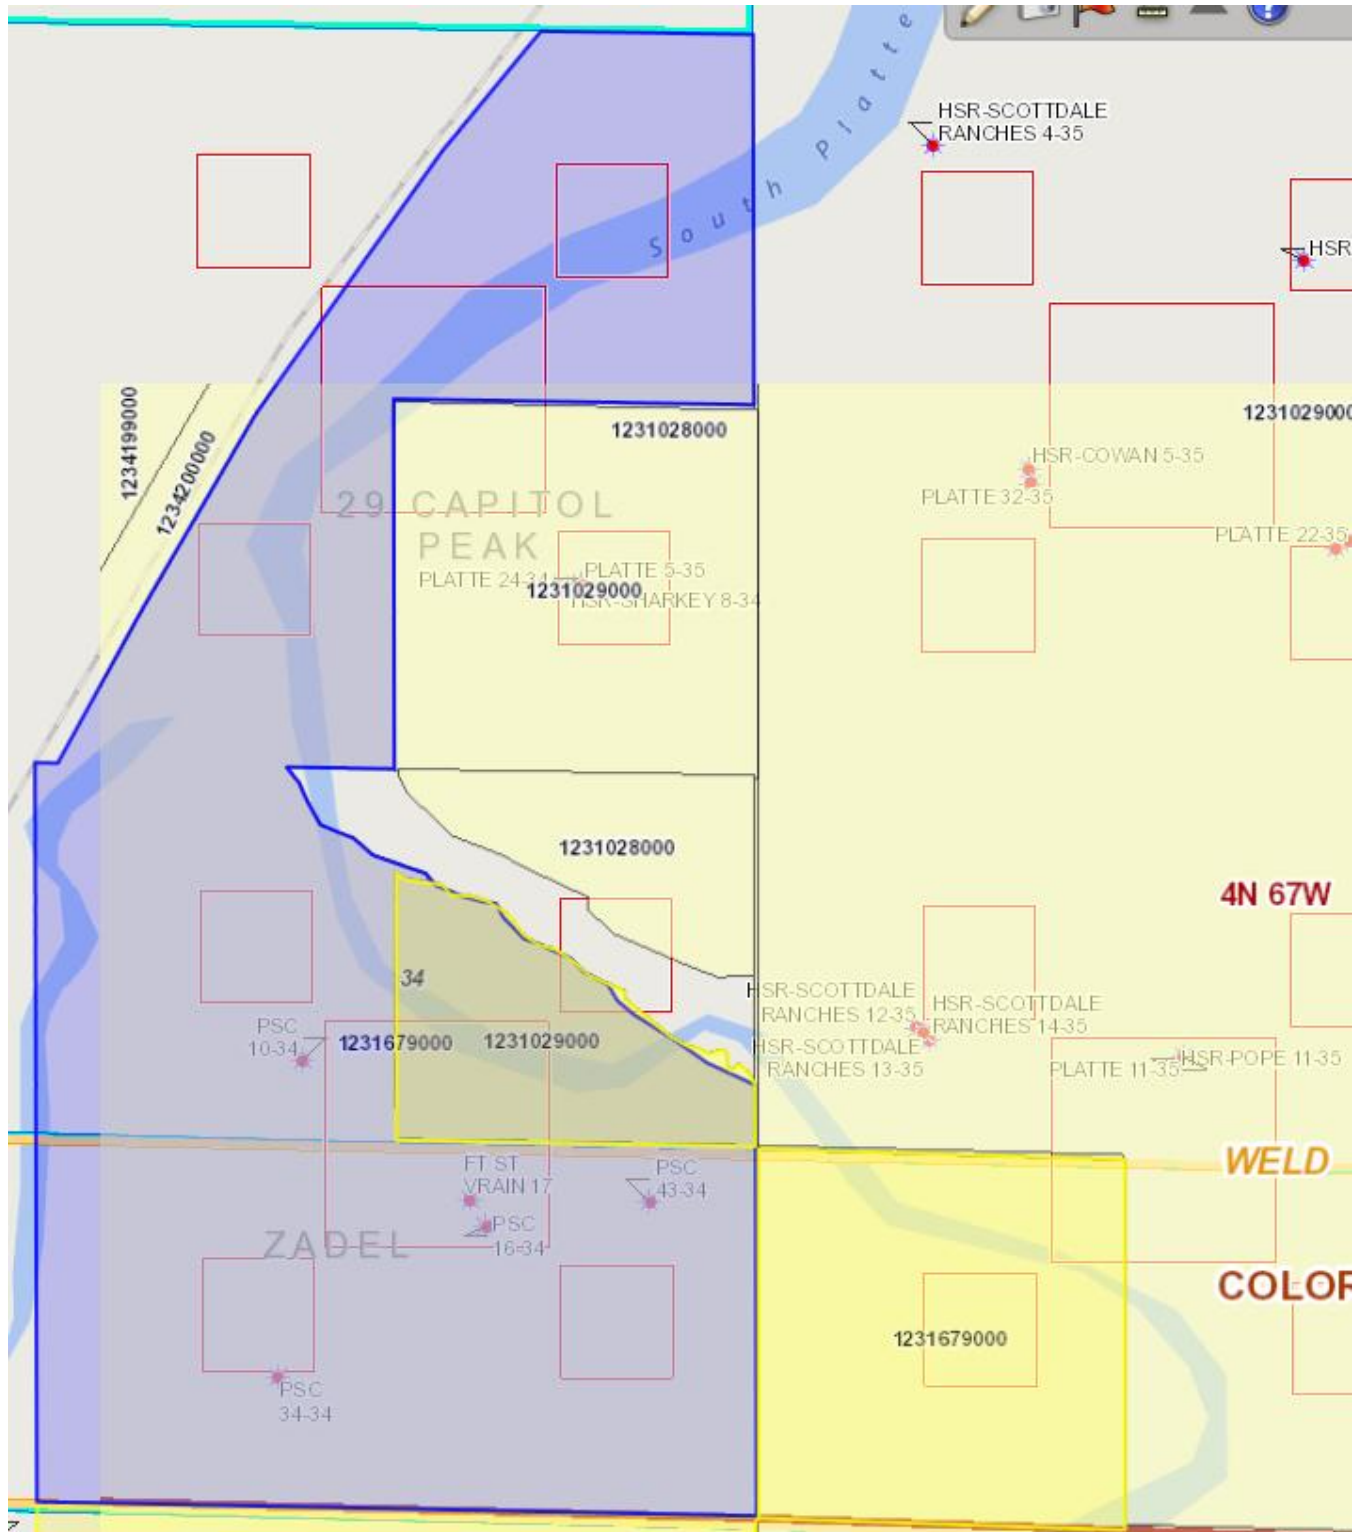 South Platte
HSR-SCOTTDALE
RANCHES 4-35
HSR
1234199000
1234200000
1231028000
1231029000
HSR-COWAN 5-35
PLATTE 32-35
PLATTE 22-35
29 CAPITOL
PEAK
PLATTE 24-34
PLATTE 5-35
1231029000
HSR-SHARKEY 8-34
1231028000
4N 67W
34
HSR-SCOTTDALE
RANCHES 12-35
HSR-SCOTTDALE
RANCHES 14-35
PSC
10-34
1231679000
1231029000
HSR-SCOTTDALE
RANCHES 13-35
PLATTE 11-35
HSR-POPE 11-35
WELD
FT ST
VRAIN 17
PSC
43-34
PSC
16-34
ZADEL
COLOR
1231679000
PSC
34-34